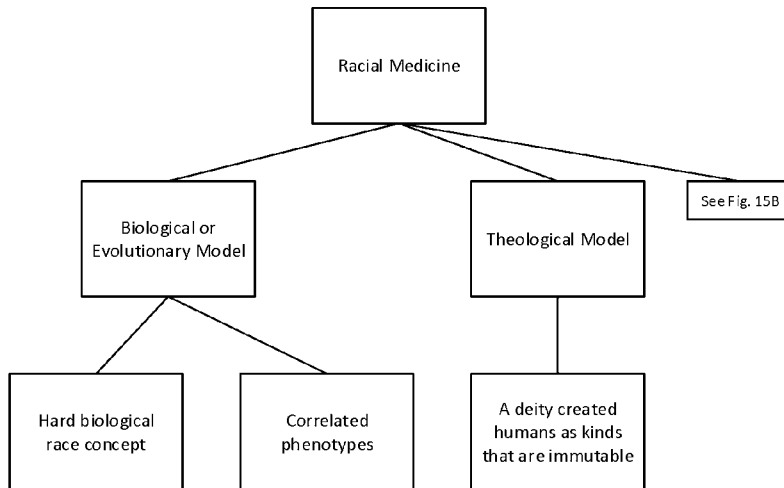 Racial Medicine
See Fig. 15B
Biological or
Evolutionary Model
Theological Model
Hard biological
race concept
Correlated
phenotypes
A deity created
humans as kinds
that are immutable